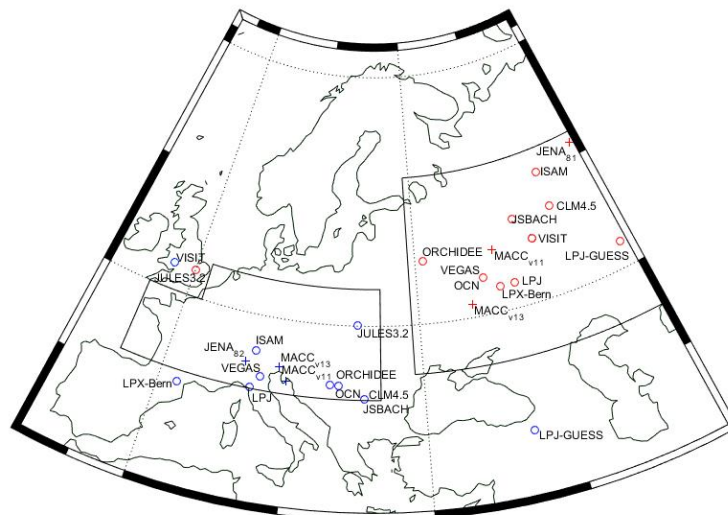 JENA81
ISAM
CLM4.5
JSBACH
VISIT
LPJ-GUESS
ORCHIDEE
MACCv11
VISIT
JULES3.2
VEGAS
OCN
LPJ
LPX-Bern
MACCv13
JULES3.2
ISAM
JENA82
MACCv13
VEGAS
MACCv11
ORCHIDEE
LPX-Bern
LPJ
OCN
CLM4.5
JSBACH
LPJ-GUESS